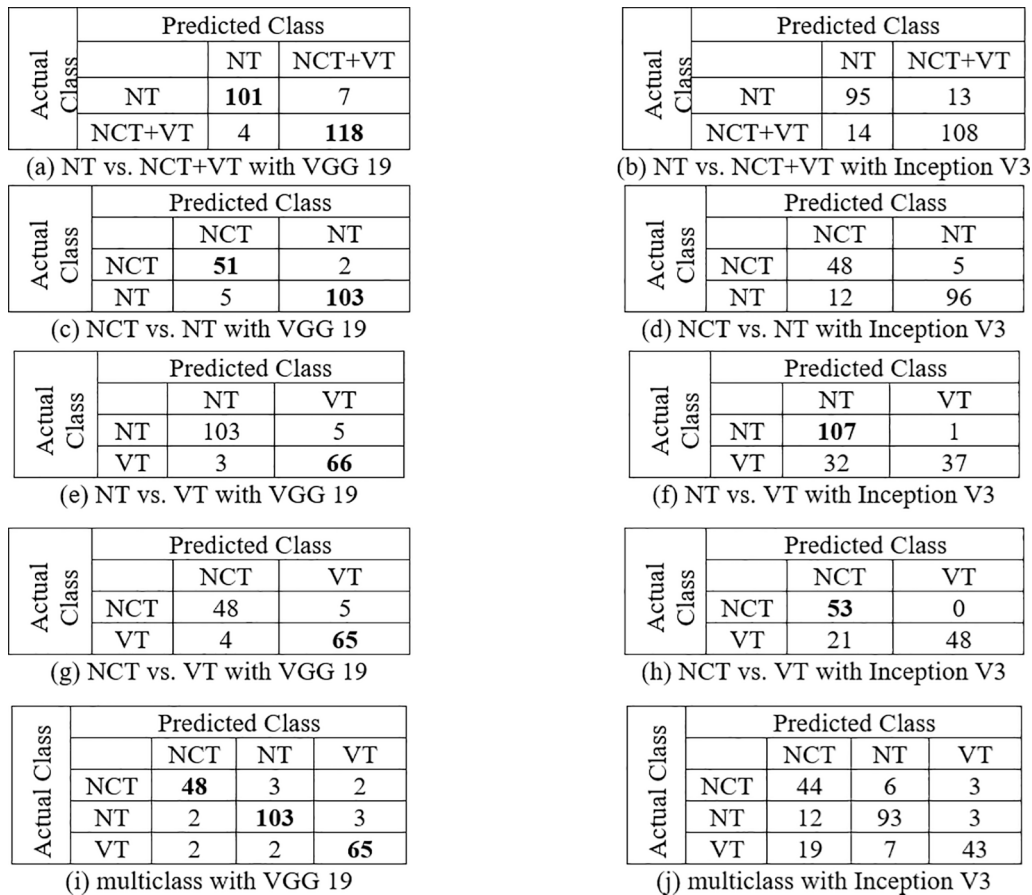 Actual Class
Predicted Class
NT NCT+VT
NT 101 7
NCT+VT 4 118
(a) NT vs. NCT+VT with VGG 19
Actual Class
Predicted Class
NT NCT+VT
NT 95 13
NCT+VT 14 108
(b) NT vs. NCT+VT with Inception V3
Actual Class
Predicted Class
NCT NT
NCT 51 2
NT 5 103
(c) NCT vs. NT with VGG 19
Actual Class
Predicted Class
NCT NT
NCT 48 5
NT 12 96
(d) NCT vs. NT with Inception V3
Actual Class
Predicted Class
NT VT
NT 103 5
VT 3 66
(e) NT vs. VT with VGG 19
Actual Class
Predicted Class
NT VT
NT 107 1
VT 32 37
(f) NT vs. VT with Inception V3
Actual Class
Predicted Class
NCT VT
NCT 48 5
VT 4 65
(g) NCT vs. VT with VGG 19
Actual Class
Predicted Class
NCT VT
NCT 53 0
VT 21 48
(h) NCT vs. VT with Inception V3
Actual Class
Predicted Class
NCT NT VT
NCT 48 3 2
NT 2 103 3
VT 2 2 65
(i) multiclass with VGG 19
Actual Class
Predicted Class
NCT NT VT
NCT 44 6 3
NT 12 93 3
VT 19 7 43
(j) multiclass with Inception V3